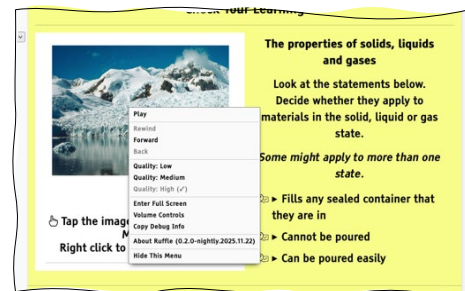 Check Your Learning
The properties of solids, liquids
and gases
Look at the statements below.
Decide whether they apply to
materials in the solid, liquid or gas
state.
Some might apply to more than one
state.
▸ Fills any sealed container that
they are in
▸ Cannot be poured
▸ Can be poured easily
Tap the imag
M
Right click to
Play
Rewind
Forward
Back
Quality: Low
Quality: Medium
Quality: High (✓)
Enter Full Screen
Volume Controls
Copy Debug Info
About Ruffle (0.2.0-nightly.2025.11.22)
Hide This Menu